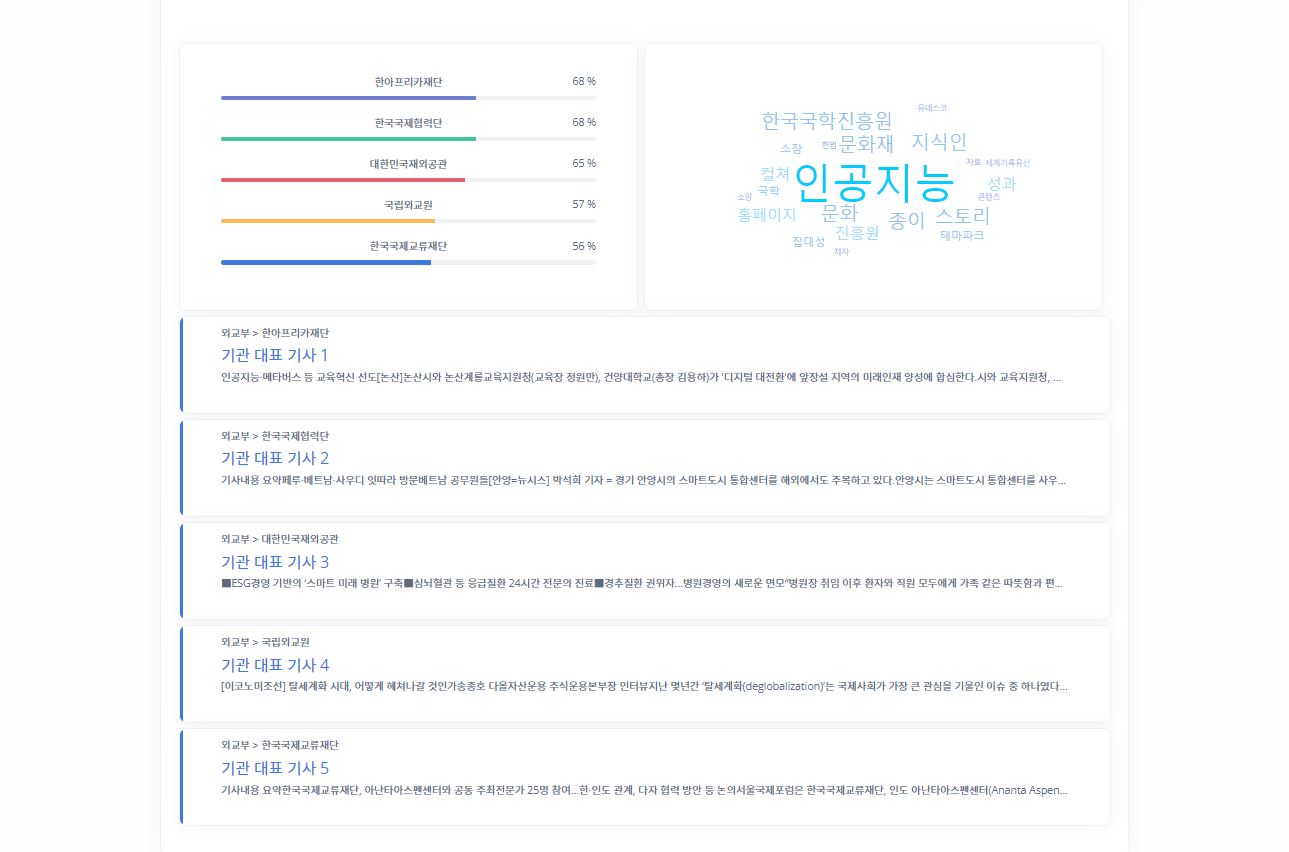 한아프리카재단 68 %
한국국제협력단 68 %
대한민국재외공관 65 %
국립외교원 57 %
한국국제교류재단 56 %
유네스코
한국국학진흥원
소장 헌법 문화재 지식인
자료 세계기록유산
컬쳐 인공지능 성과
소양 국학 콘텐츠
홈페이지 문화 종이 스토리
집대성 진흥원 테마파크
제자
외교부 > 한아프리카재단
기관 대표 기사 1
인공지능·메타버스 등 교육혁신 선도[논산]논산시와 논산계룡교육지원청(교육장 정원만), 건양대학교(총장 김용하)가 '디지털 대전환'에 앞장설 지역의 미래인재 양성에 합심한다.시와 교육지원청, ...
외교부 > 한국국제협력단
기관 대표 기사 2
기사내용 요약페루·베트남·사우디 잇따라 방문베트남 공무원들[안양=뉴시스] 박석희 기자 = 경기 안양시의 스마트도시 통합센터를 해외에서도 주목하고 있다.안양시는 스마트도시 통합센터를 사우...
외교부 > 대한민국재외공관
기관 대표 기사 3
■ESG경영 기반의 ‘스마트 미래 병원’ 구축■심뇌혈관 등 응급질환 24시간 전문의 진료■경추질환 권위자…병원경영의 새로운 면모“병원장 취임 이후 환자와 직원 모두에게 가족 같은 따뜻함과 편...
외교부 > 국립외교원
기관 대표 기사 4
[이코노미조선] 탈세계화 시대, 어떻게 헤쳐나갈 것인가송종호 다올자산운용 주식운용본부장 인터뷰지난 몇년간 ‘탈세계화(deglobalization)’는 국제사회가 가장 큰 관심을 기울인 이슈 중 하나였다...
외교부 > 한국국제교류재단
기관 대표 기사 5
기사내용 요약한국국제교류재단, 아난타아스펜센터와 공동 주최전문가 25명 참여…한·인도 관계, 다자 협력 방안 등 논의서울국제포럼은 한국국제교류재단, 인도 아난타아스펜센터(Ananta Aspen...